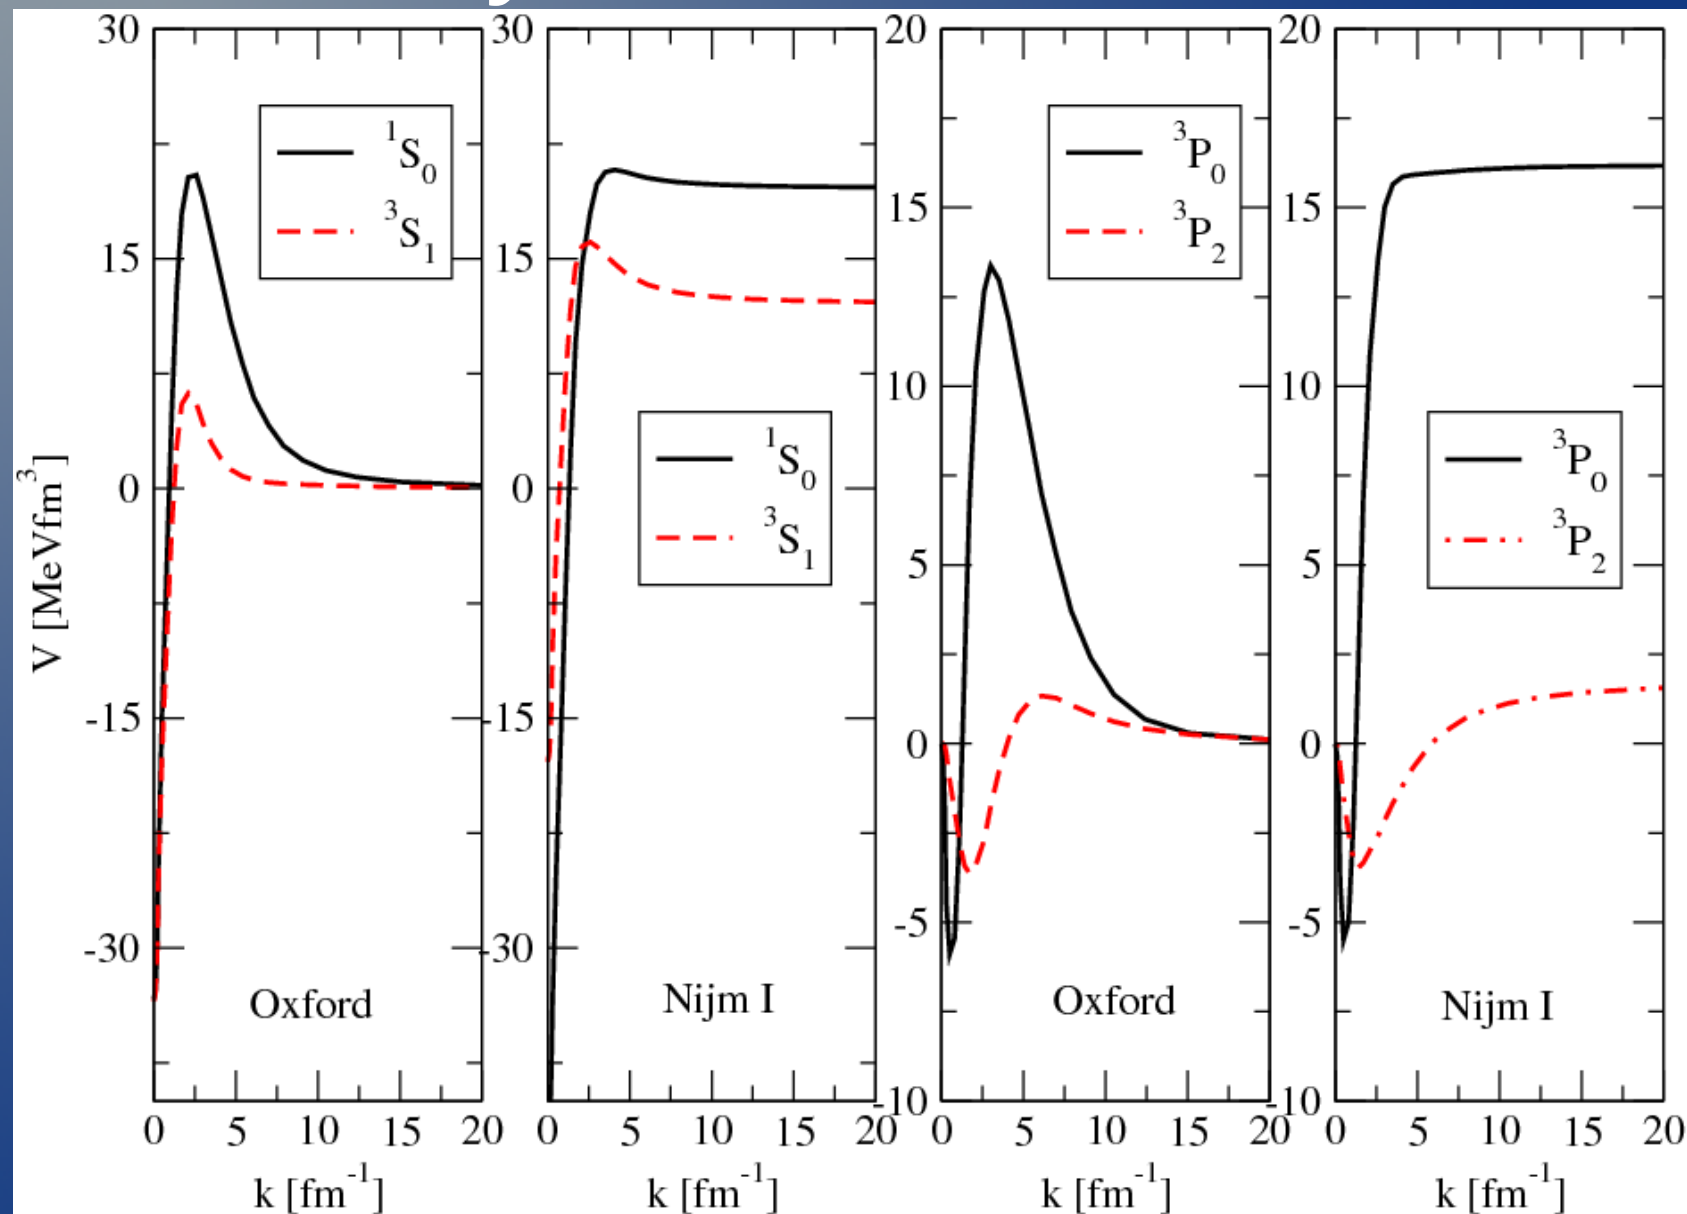 30 30 20 20
15 15 15 15
10 10
5 5
0 0 0 0
-5 -5
-15 -15
-30 -30
-10 -10
V [MeVfm³]
¹S₀
³S₁
Oxford
0 5 10 15 20
k [fm⁻¹]
¹S₀
³S₁
Nijm I
0 5 10 15 20
k [fm⁻¹]
³P₀
³P₂
Oxford
0 5 10 15 20
k [fm⁻¹]
³P₀
³P₂
Nijm I
0 5 10 15 20
k [fm⁻¹]